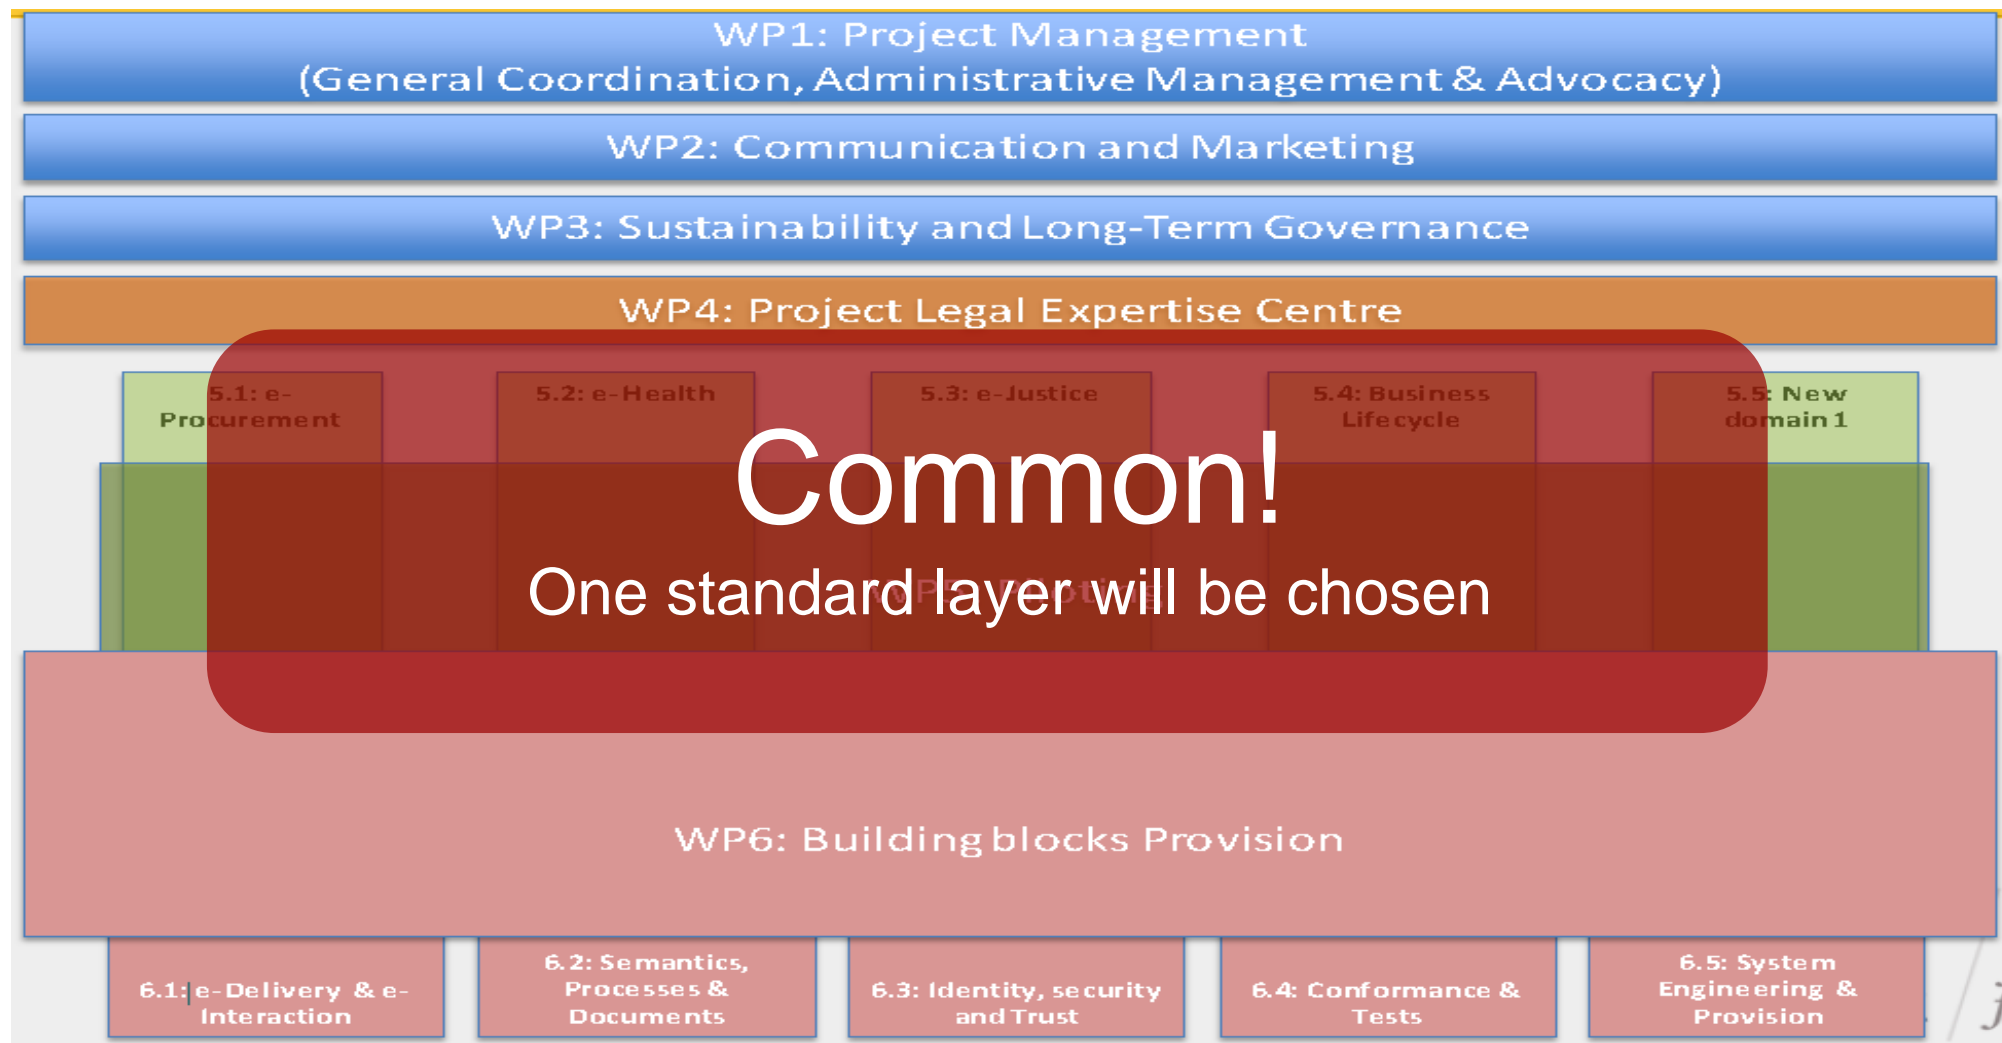 WP1: Project Management
(General Coordination, Administrative Management & Advocacy)
WP2: Communication and Marketing
WP3: Sustainability and Long-Term Governance
WP4: Project Legal Expertise Centre
5.1: e-
Procurement
5.2: e-Health
5.3: e-Justice
5.4: Business
Lifecycle
5.5: New
domain 1
Common!
One standard layer will be chosen
WP5: Piloting
WP6: Building blocks Provision
6.1: e-Delivery & e-
Interaction
6.2: Semantics,
Processes &
Documents
6.3: Identity, security
and Trust
6.4: Conformance &
Tests
6.5: System
Engineering &
Provision